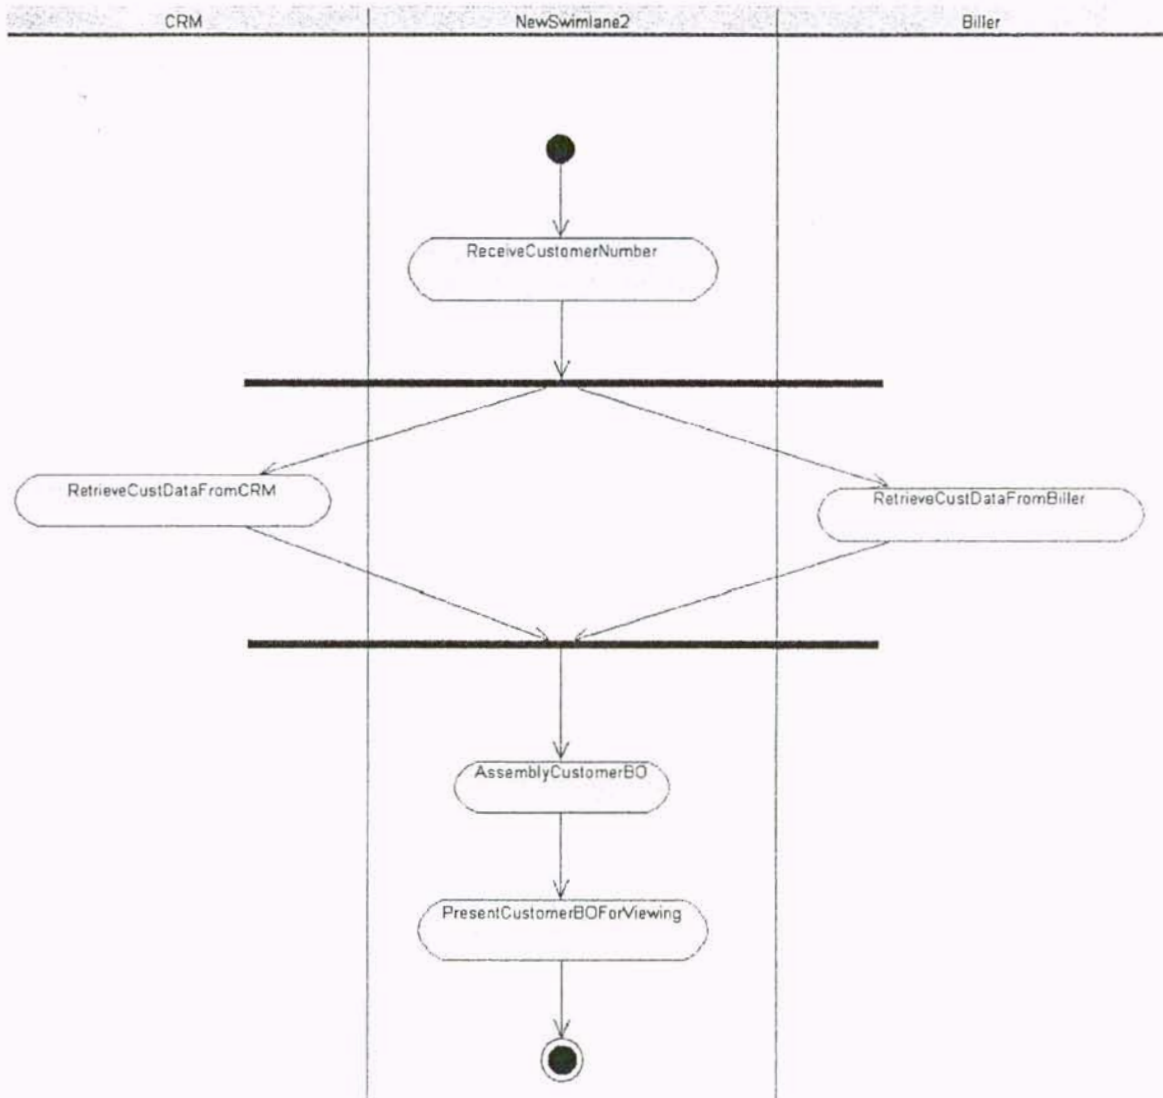 CRM
NewSwimlane2
Biller
ReceiveCustomerNumber
RetrieveCustDataFromCRM
RetrieveCustDataFromBiller
AssemblyCustomerBO
PresentCustomerBOForViewing